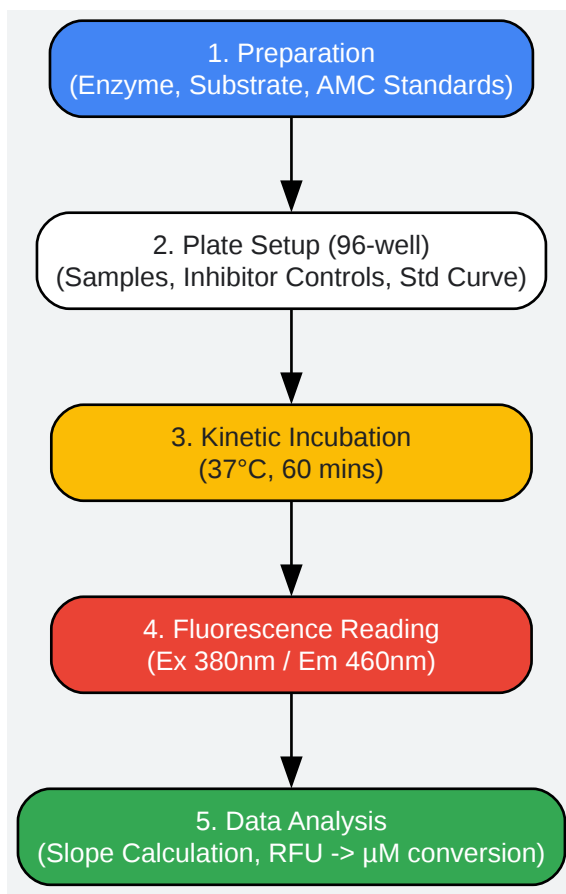 1. Preparation
(Enzyme, Substrate, AMC Standards)
2. Plate Setup (96-well)
(Samples, Inhibitor Controls, Std Curve)
3. Kinetic Incubation
(37°C, 60 mins)
4. Fluorescence Reading
(Ex 380nm / Em 460nm)
5. Data Analysis
(Slope Calculation, RFU -> µM conversion)